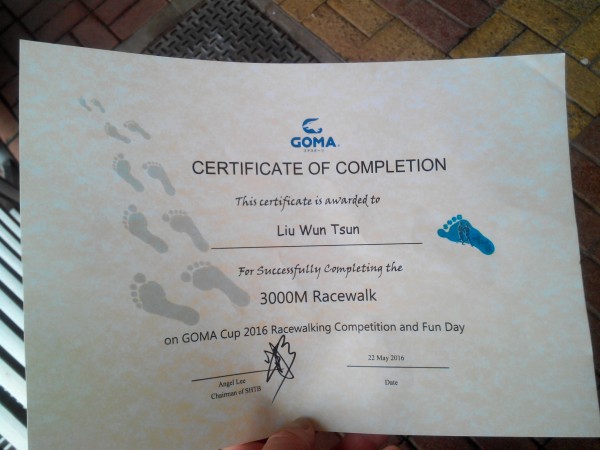 GOMA
CERTIFICATE OF COMPLETION
This certificate is awarded to
Liu Wun Tsun
For Successfully Completing the
3000M Racewalk
on GOMA Cup 2016 Racewalking Competition and Fun Day
22 May 2016
Angel Lee
Date
Chairman of SHTB